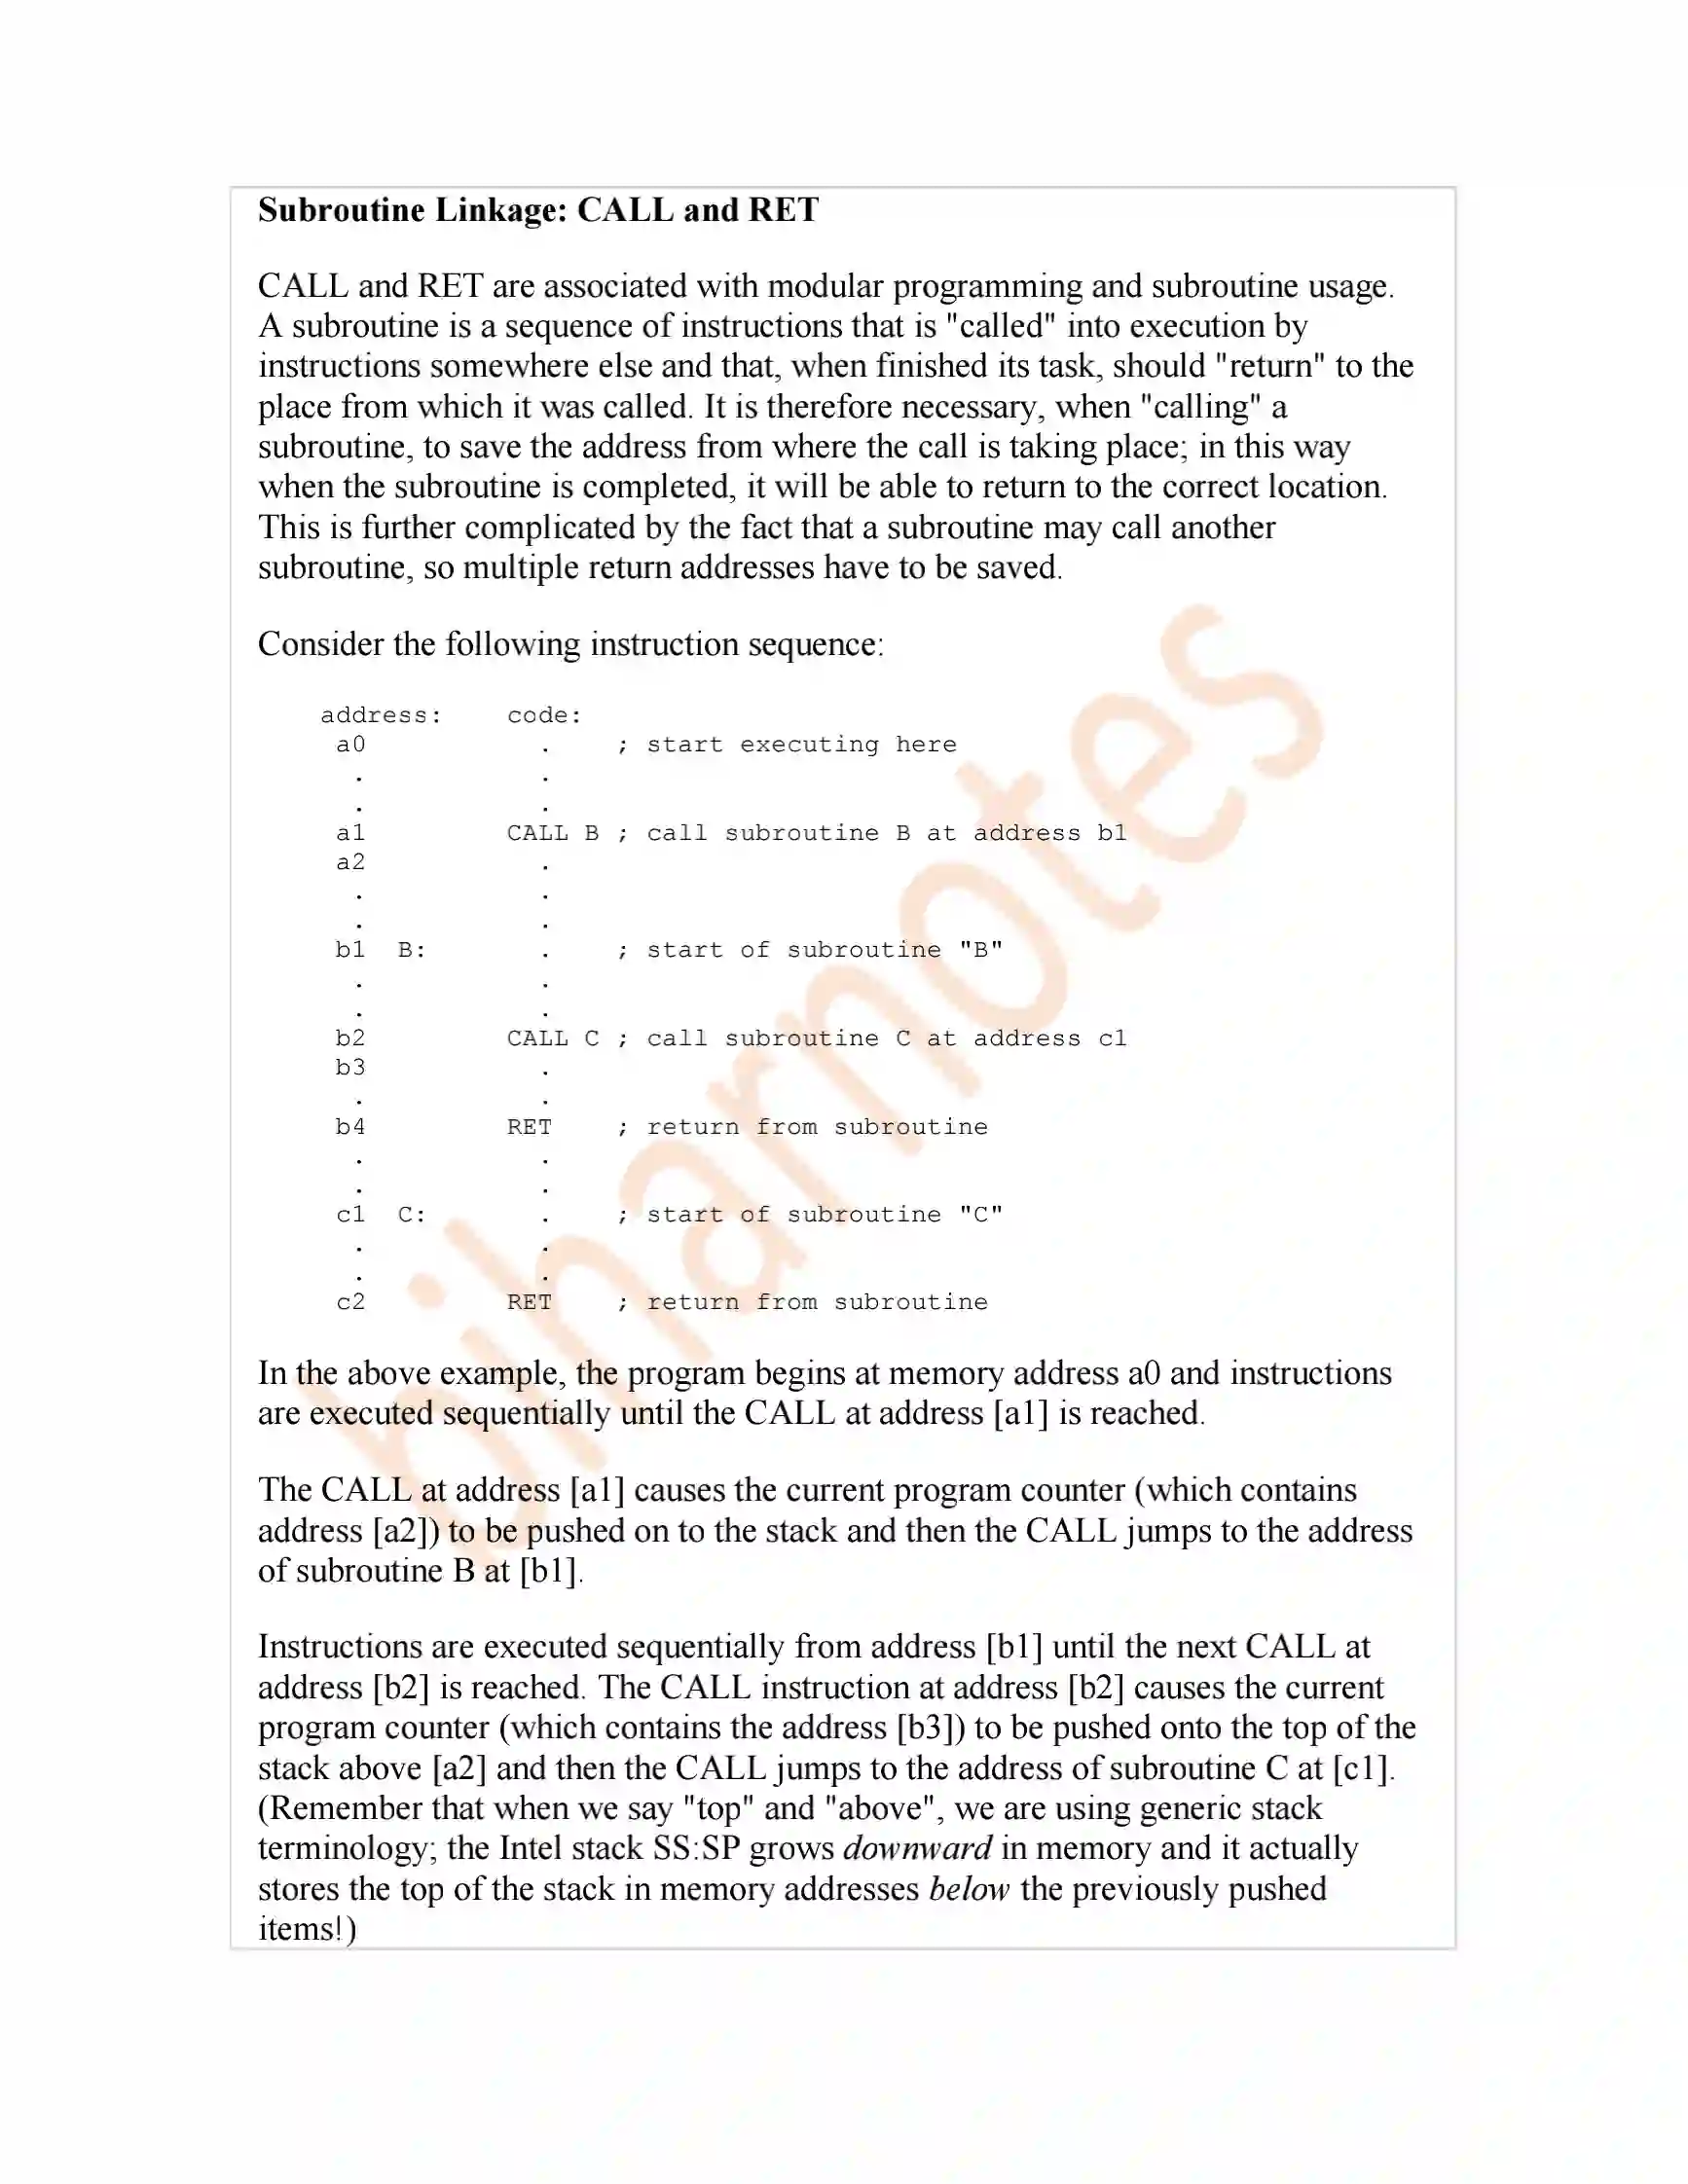 Subroutine Linkage: CALL and RET
CALL and RET are associated with modular programming and subroutine usage.
A subroutine is a sequence of instructions that is "called" into execution by
instructions somewhere else and that, when finished its task, should "return" to the
place from which it was called. It is therefore necessary, when "calling" a
subroutine, to save the address from where the call is taking place; in this way
when the subroutine is completed, it will be able to return to the correct location.
This is further complicated by the fact that a subroutine may call another
subroutine, so multiple return addresses have to be saved.
Consider the following instruction sequence:
address: code:
a0 . ; start executing here
. .
. .
a1 CALL B ; call subroutine B at address b1
a2 .
. .
. .
b1 B: . ; start of subroutine "B"
. .
. .
b2 CALL C ; call subroutine C at address c1
b3 .
. .
b4 RET ; return from subroutine
. .
. .
c1 C: . ; start of subroutine "C"
. .
. .
c2 RET ; return from subroutine
In the above example, the program begins at memory address a0 and instructions
are executed sequentially until the CALL at address [a1] is reached.
The CALL at address [a1] causes the current program counter (which contains
address [a2]) to be pushed on to the stack and then the CALL jumps to the address
of subroutine B at [b1].
Instructions are executed sequentially from address [b1] until the next CALL at
address [b2] is reached. The CALL instruction at address [b2] causes the current
program counter (which contains the address [b3]) to be pushed onto the top of the
stack above [a2] and then the CALL jumps to the address of subroutine C at [c1].
(Remember that when we say "top" and "above", we are using generic stack
terminology; the Intel stack SS:SP grows downward in memory and it actually
stores the top of the stack in memory addresses below the previously pushed
items!)
biharnotes